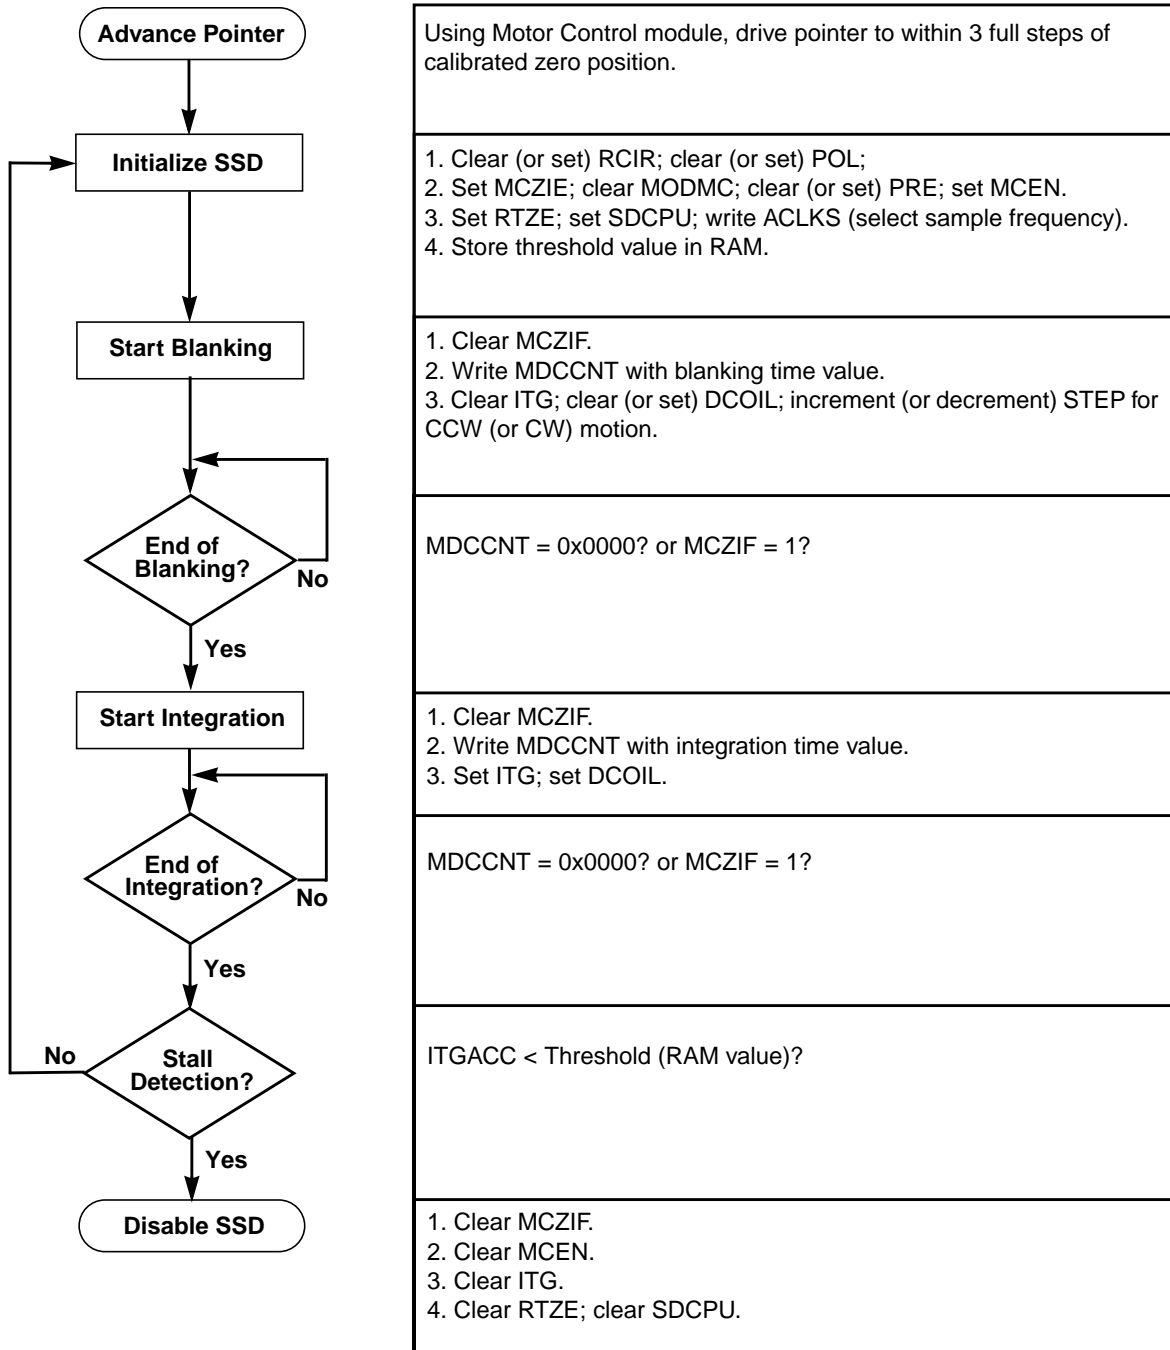 Advance Pointer
Using Motor Control module, drive pointer to within 3 full steps of
calibrated zero position.
Initialize SSD
1. Clear (or set) RCIR; clear (or set) POL;
2. Set MCZIE; clear MODMC; clear (or set) PRE; set MCEN.
3. Set RTZE; set SDCPU; write ACLKS (select sample frequency).
4. Store threshold value in RAM.
Start Blanking
1. Clear MCZIF.
2. Write MDCCNT with blanking time value.
3. Clear ITG; clear (or set) DCOIL; increment (or decrement) STEP for
CCW (or CW) motion.
End of
Blanking?
No
Yes
MDCCNT = 0x0000? or MCZIF = 1?
Start Integration
1. Clear MCZIF.
2. Write MDCCNT with integration time value.
3. Set ITG; set DCOIL.
End of
Integration?
No
Yes
MDCCNT = 0x0000? or MCZIF = 1?
No
Stall
Detection?
Yes
ITGACC < Threshold (RAM value)?
Disable SSD
1. Clear MCZIF.
2. Clear MCEN.
3. Clear ITG.
4. Clear RTZE; clear SDCPU.